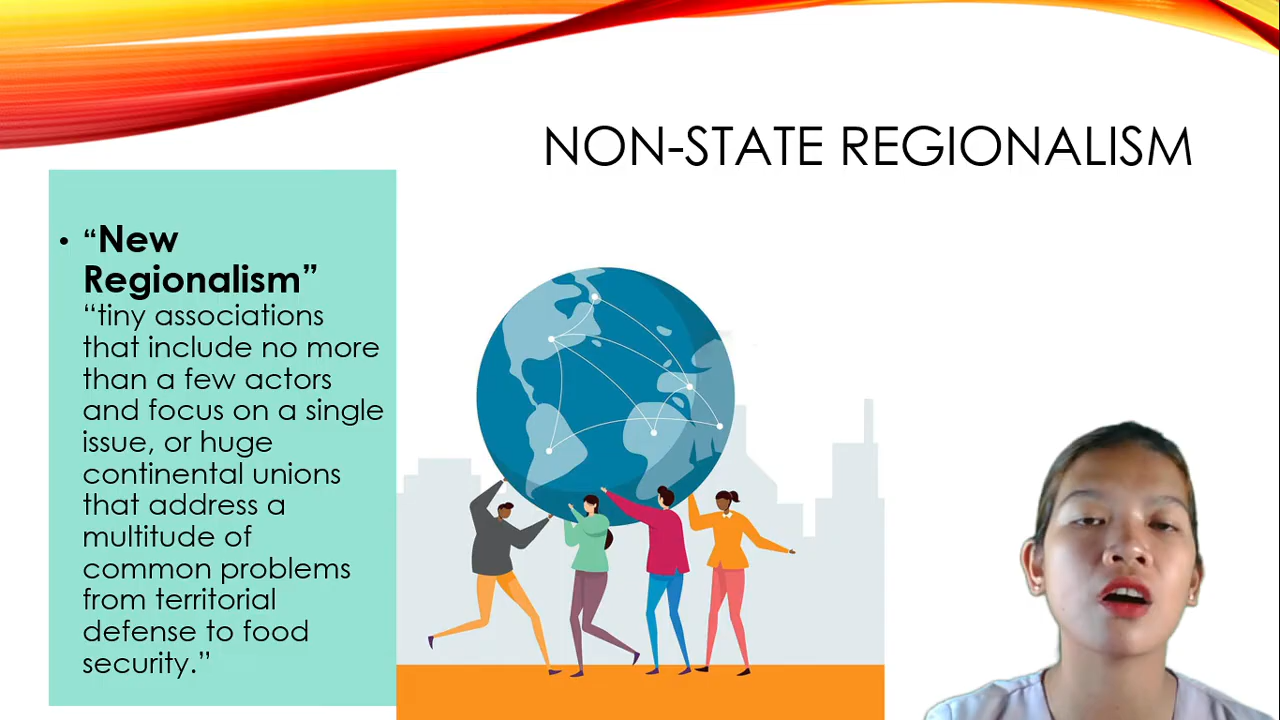 NON-STATE REGIONALISM
• “New
Regionalism”
“tiny associations
that include no more
than a few actors
and focus on a single
issue, or huge
continental unions
that address a
multitude of
common problems
from territorial
defense to food
security.”